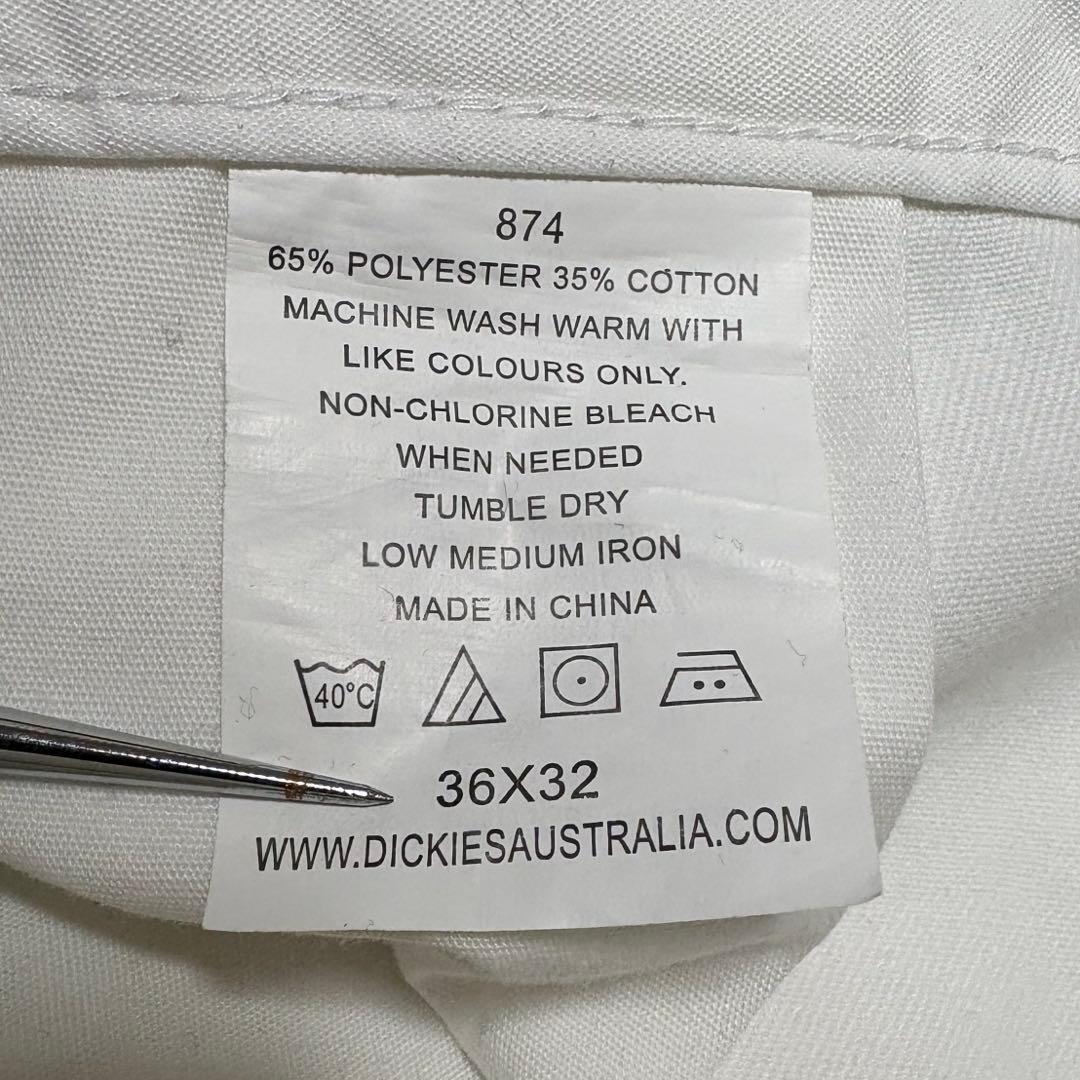 874
65% POLYESTER 35% COTTON
MACHINE WASH WARM WITH
LIKE COLOURS ONLY.
NON-CHLORINE BLEACH
WHEN NEEDED
TUMBLE DRY
LOW MEDIUM IRON
MADE IN CHINA
40°C
36X32
WWW.DICKIESAUSTRALIA.COM